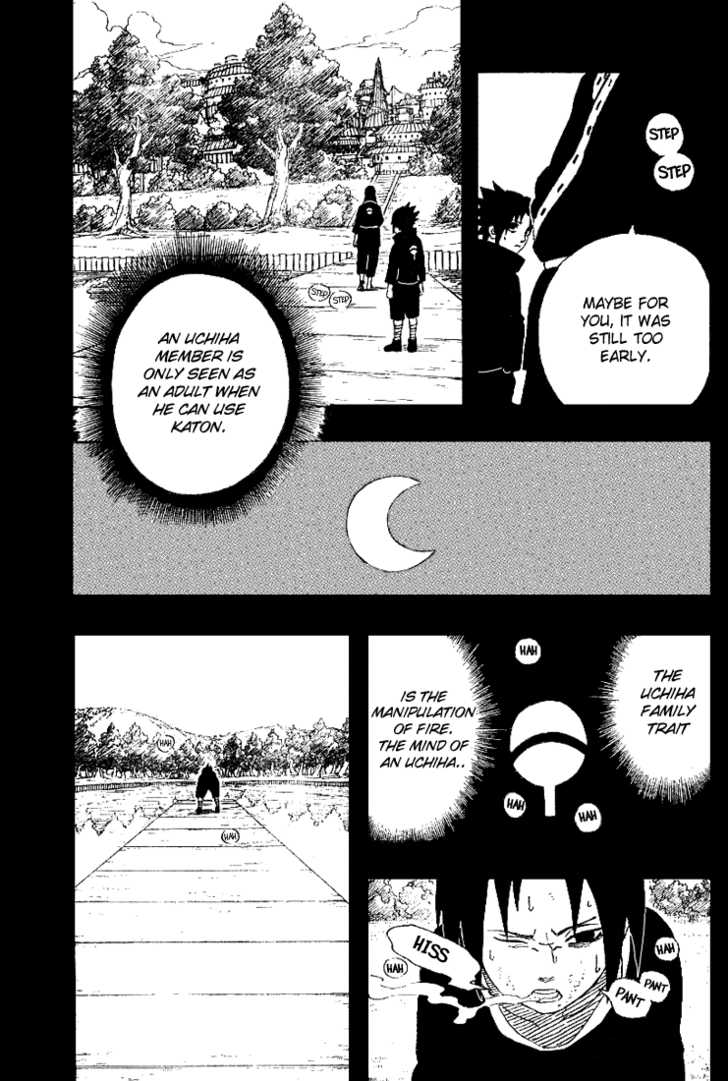 STEP
STEP
MAYBE FOR
YOU, IT WAS
STILL TOO
EARLY.
STEP
STEP
AN UCHIHA
MEMBER IS
ONLY SEEN AS
AN ADULT WHEN
HE CAN USE
KATON.
HAH
THE
UCHIHA
FAMILY
TRAIT
IS THE
MANIPULATION
OF FIRE.
THE MIND OF
AN UCHIHA..
HAH
HAH
HAH
HAH
HISS
HAH
HAH
PANT
PANT